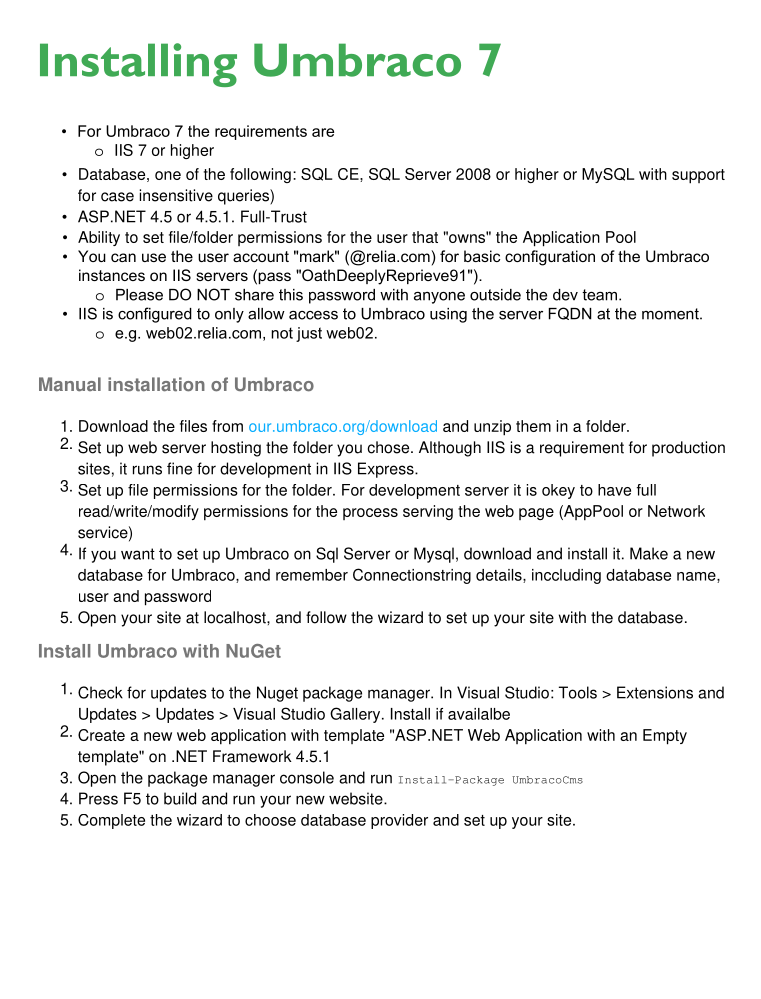 Installing Umbraco 7
• For Umbraco 7 the requirements are
o IIS 7 or higher
• Database, one of the following: SQL CE, SQL Server 2008 or higher or MySQL with support
for case insensitive queries)
• ASP.NET 4.5 or 4.5.1. Full-Trust
• Ability to set file/folder permissions for the user that "owns" the Application Pool
• You can use the user account "mark" (@relia.com) for basic configuration of the Umbraco
instances on IIS servers (pass "OathDeeplyReprieve91").
o Please DO NOT share this password with anyone outside the dev team.
• IIS is configured to only allow access to Umbraco using the server FQDN at the moment.
o e.g. web02.relia.com, not just web02.
Manual installation of Umbraco
1. Download the files from our.umbraco.org/download and unzip them in a folder.
2. Set up web server hosting the folder you chose. Although IIS is a requirement for production
sites, it runs fine for development in IIS Express.
3. Set up file permissions for the folder. For development server it is okey to have full
read/write/modify permissions for the process serving the web page (AppPool or Network
service)
4. If you want to set up Umbraco on Sql Server or Mysql, download and install it. Make a new
database for Umbraco, and remember Connectionstring details, inccluding database name,
user and password
5. Open your site at localhost, and follow the wizard to set up your site with the database.
Install Umbraco with NuGet
1. Check for updates to the Nuget package manager. In Visual Studio: Tools > Extensions and
Updates > Updates > Visual Studio Gallery. Install if availalbe
2. Create a new web application with template "ASP.NET Web Application with an Empty
template" on .NET Framework 4.5.1
3. Open the package manager console and run Install-Package UmbracoCms
4. Press F5 to build and run your new website.
5. Complete the wizard to choose database provider and set up your site.